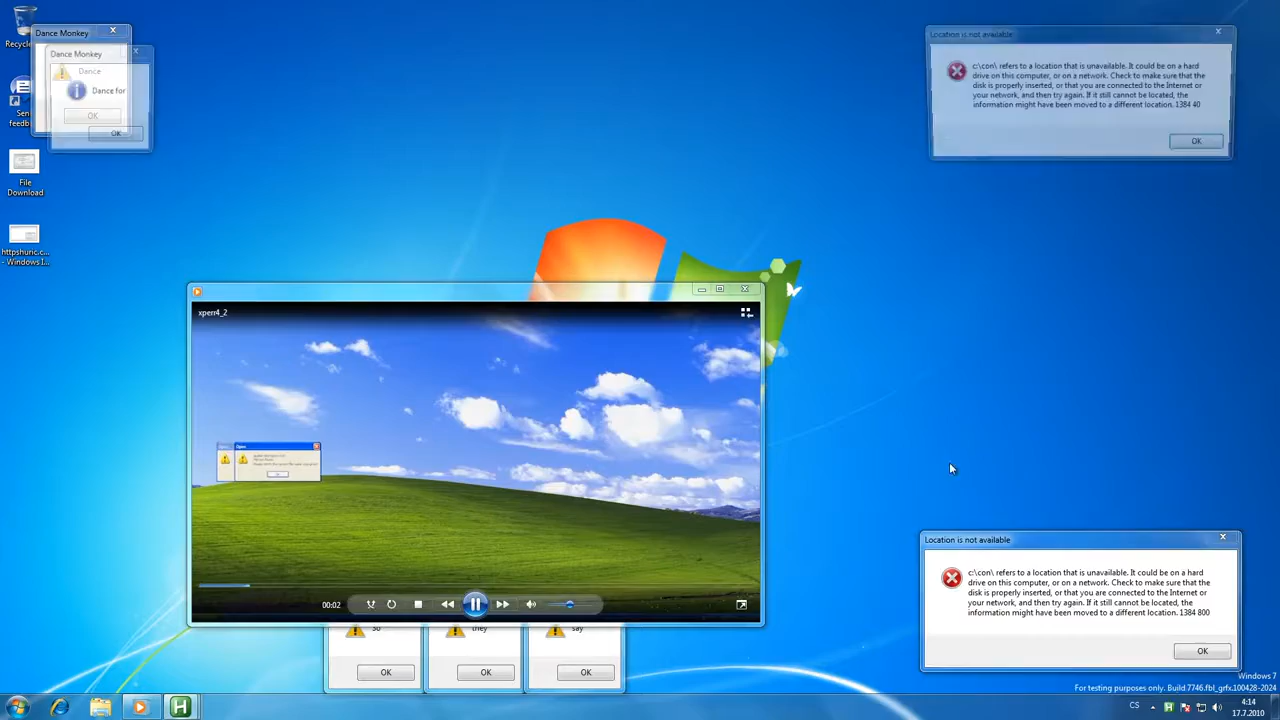 Recycle
Dance Monkey
Dance Monkey
Dance
Dance for
OK
OK
Send
feedb
File
Download
httpshuric.c...
- Windows I...
Location is not available
c:\con\ refers to a location that is unavailable. It could be on a hard
drive on this computer, or on a network. Check to make sure that the
disk is properly inserted, or that you are connected to the Internet or
your network, and then try again. If it still cannot be located, the
information might have been moved to a different location. 1384 40
OK
xperr4_2
00:02
so
they
say
OK
OK
OK
Location is not available
c:\con\ refers to a location that is unavailable. It could be on a hard
drive on this computer, or on a network. Check to make sure that the
disk is properly inserted, or that you are connected to the Internet or
your network, and then try again. If it still cannot be located, the
information might have been moved to a different location. 1384 800
OK
Windows 7
For testing purposes only. Build:7746.fbl_grfx.100428-2024
CS
4:14
17.7.2010